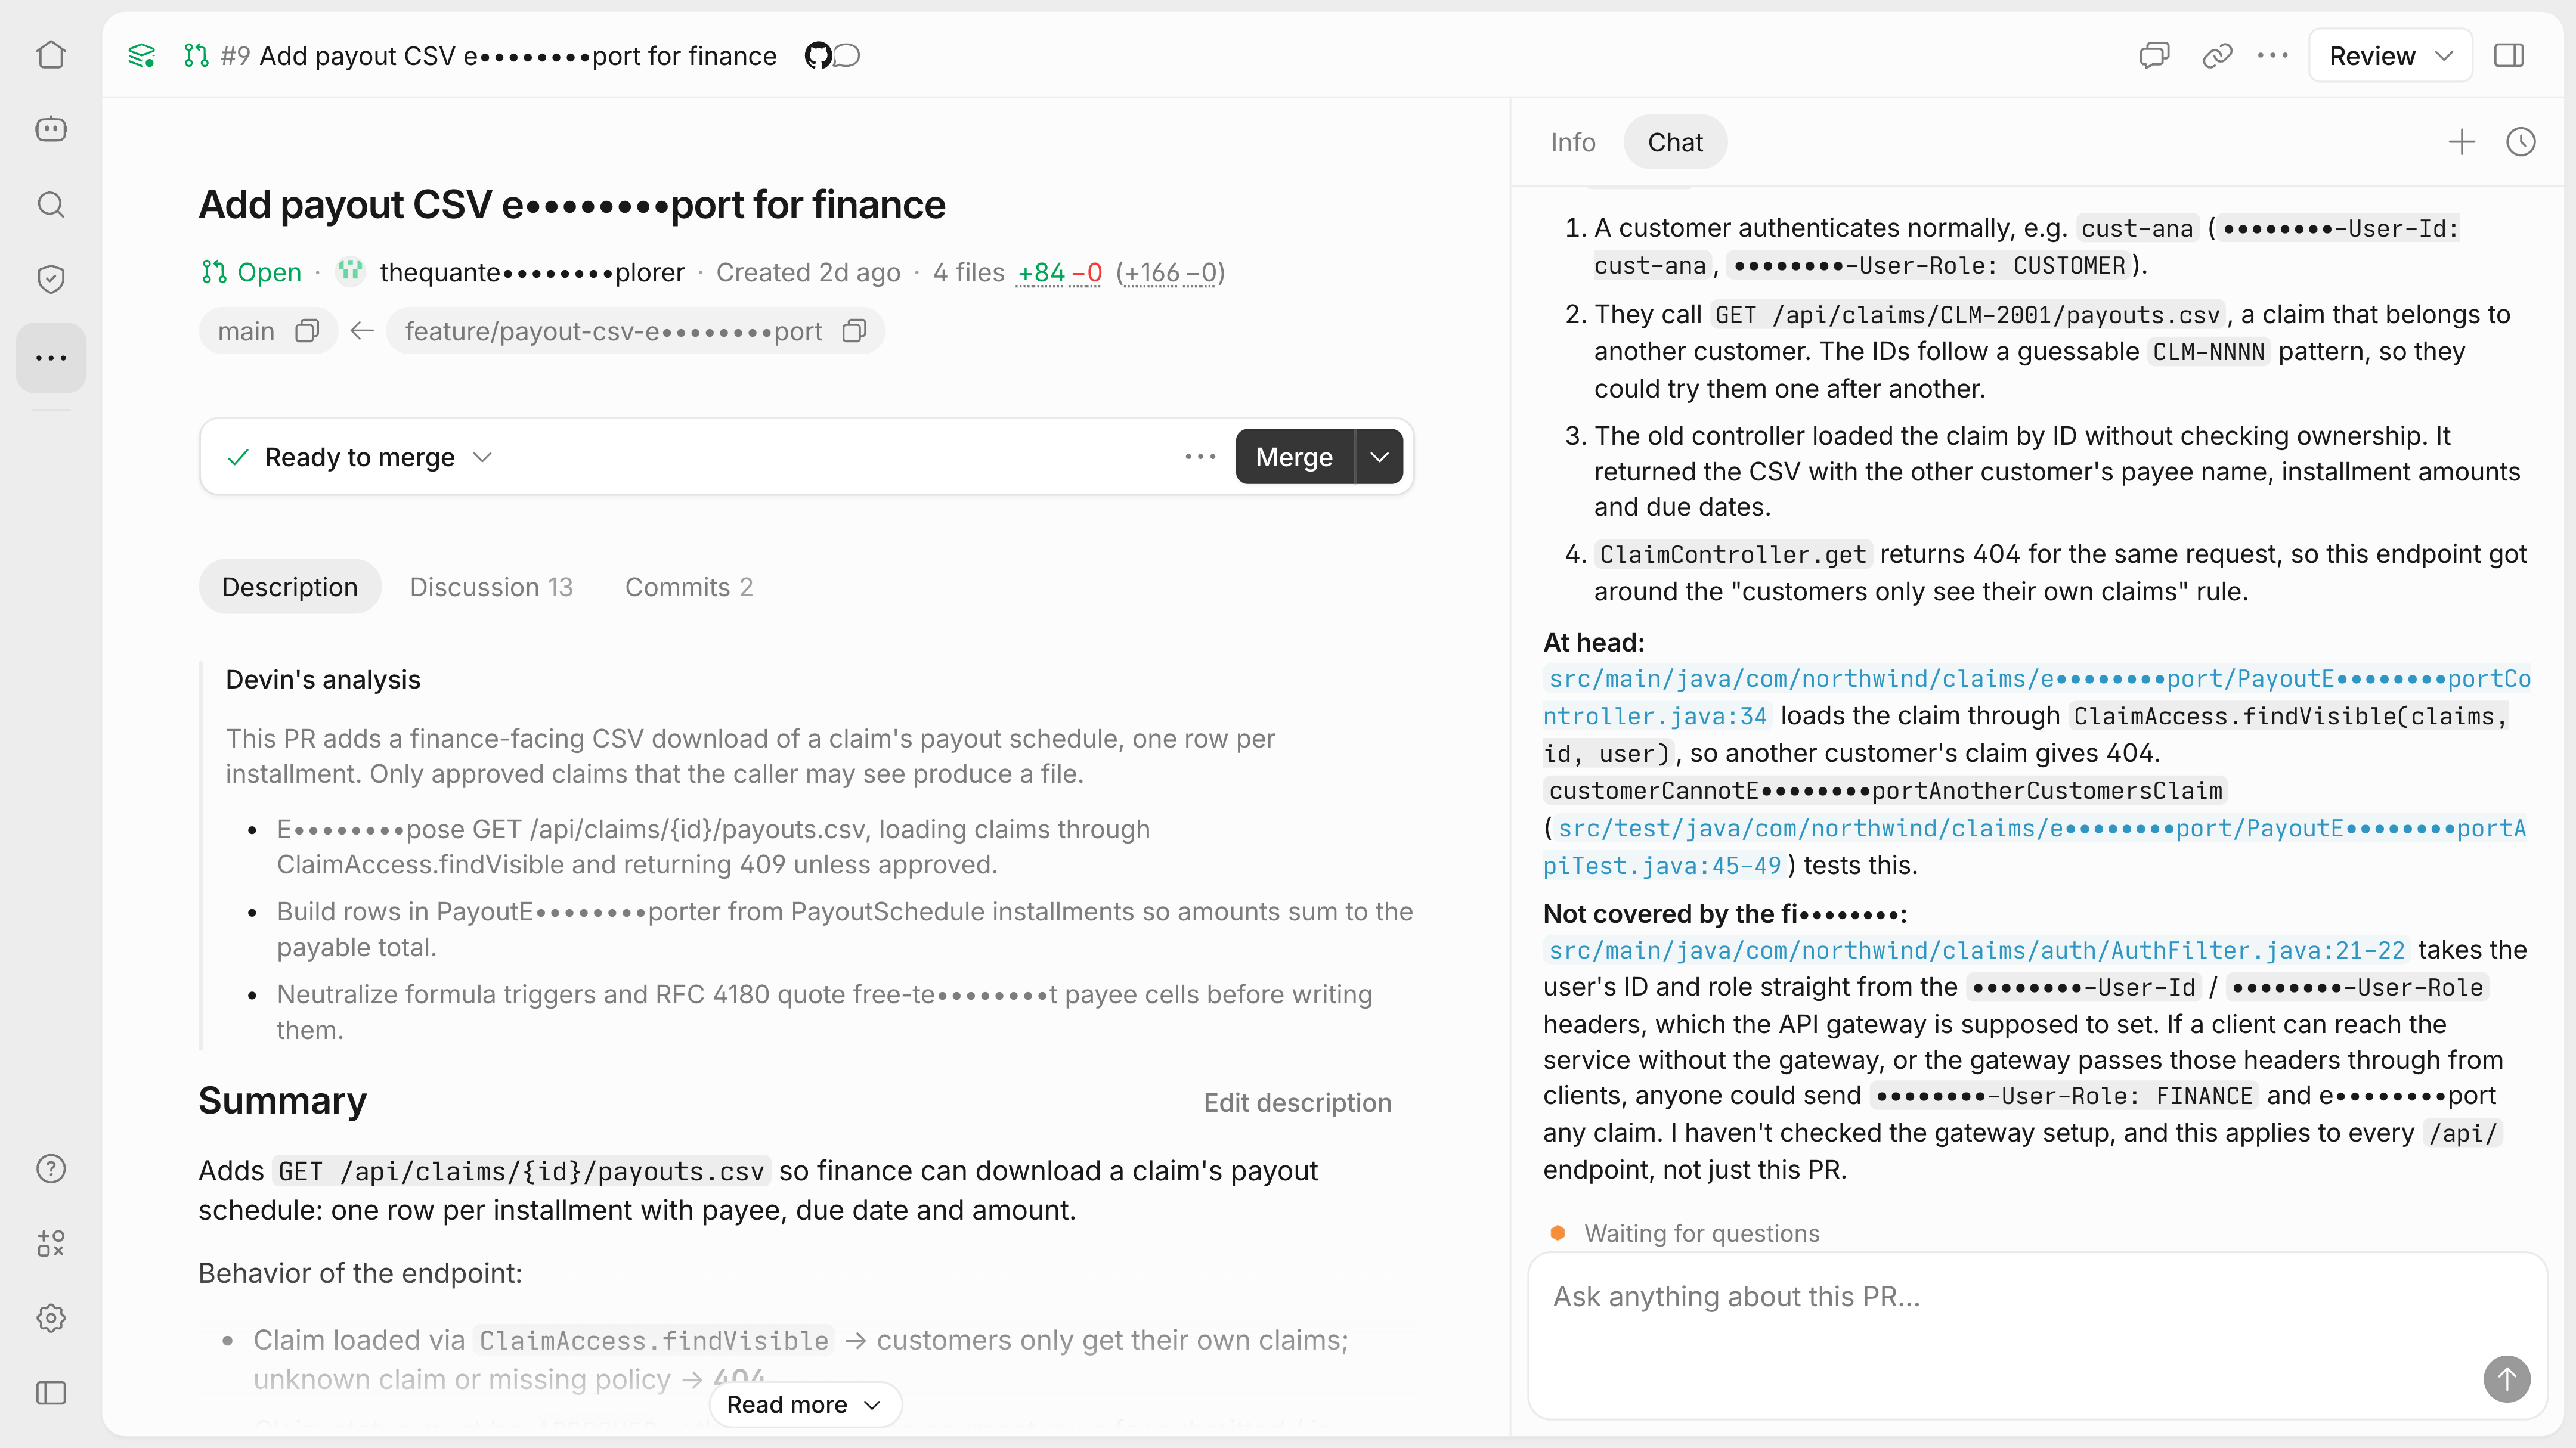 #9 Add payout CSV e••••••••port for finance
Review
Add payout CSV e••••••••port for finance
Open · thequante••••••••plorer · Created 2d ago · 4 files +84 −0 (+166 −0)
main ← feature/payout-csv-e••••••••port
Ready to merge
Merge
Description
Discussion 13
Commits 2
Devin's analysis
This PR adds a finance-facing CSV download of a claim's payout schedule, one row per
installment. Only approved claims that the caller may see produce a file.
• E••••••••pose GET /api/claims/{id}/payouts.csv, loading claims through
ClaimAccess.findVisible and returning 409 unless approved.
• Build rows in PayoutE••••••••porter from PayoutSchedule installments so amounts sum to the
payable total.
• Neutralize formula triggers and RFC 4180 quote free-te••••••••t payee cells before writing
them.
Summary
Edit description
Adds GET /api/claims/{id}/payouts.csv so finance can download a claim's payout
schedule: one row per installment with payee, due date and amount.
Behavior of the endpoint:
• Claim loaded via ClaimAccess.findVisible → customers only get their own claims;
unknown claim or missing policy → 404
Read more
Info
Chat
1. A customer authenticates normally, e.g. cust-ana (••••••••-User-Id:
cust-ana, ••••••••-User-Role: CUSTOMER).
2. They call GET /api/claims/CLM-2001/payouts.csv, a claim that belongs to
another customer. The IDs follow a guessable CLM-NNNN pattern, so they
could try them one after another.
3. The old controller loaded the claim by ID without checking ownership. It
returned the CSV with the other customer's payee name, installment amounts
and due dates.
4. ClaimController.get returns 404 for the same request, so this endpoint got
around the "customers only see their own claims" rule.
At head:
src/main/java/com/northwind/claims/e••••••••port/PayoutE••••••••portCo
ntroller.java:34 loads the claim through ClaimAccess.findVisible(claims,
id, user), so another customer's claim gives 404.
customerCannotE••••••••portAnotherCustomersClaim
(src/test/java/com/northwind/claims/e••••••••port/PayoutE••••••••portA
piTest.java:45-49) tests this.
Not covered by the fi••••••••:
src/main/java/com/northwind/claims/auth/AuthFilter.java:21-22 takes the
user's ID and role straight from the ••••••••-User-Id / ••••••••-User-Role
headers, which the API gateway is supposed to set. If a client can reach the
service without the gateway, or the gateway passes those headers through from
clients, anyone could send ••••••••-User-Role: FINANCE and e••••••••port
any claim. I haven't checked the gateway setup, and this applies to every /api/
endpoint, not just this PR.
Waiting for questions
Ask anything about this PR...